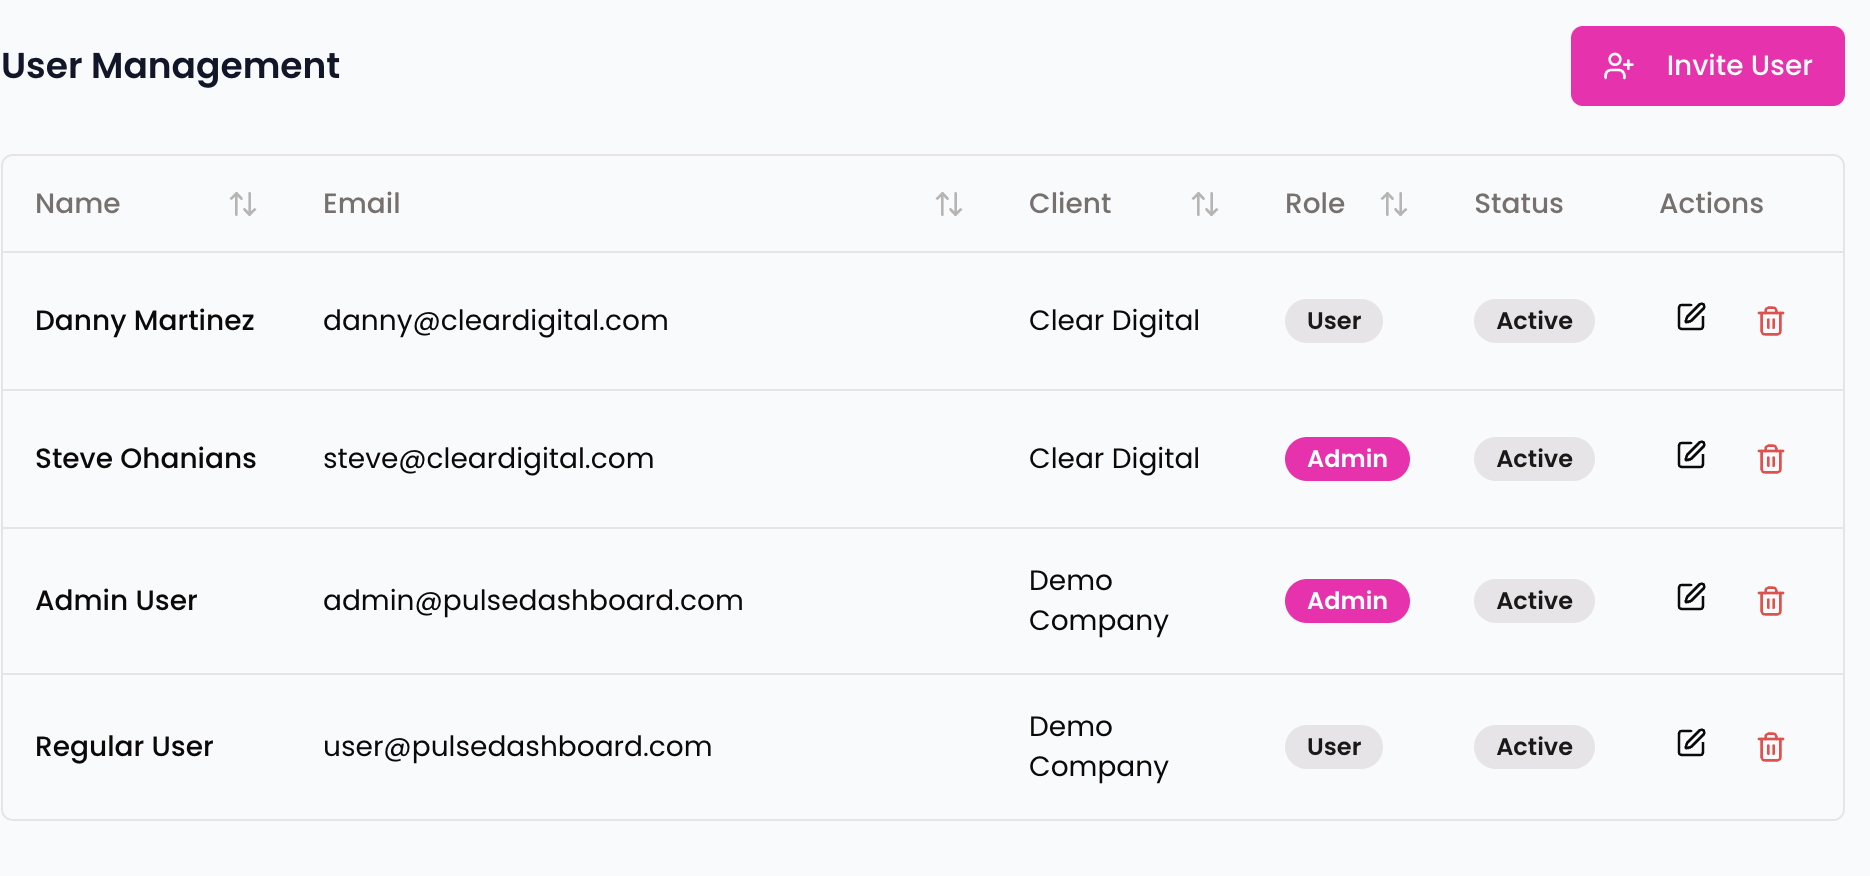 User Management
Invite User
Name Email Client Role Status Actions
Danny Martinez danny@cleardigital.com Clear Digital User Active
Steve Ohanians steve@cleardigital.com Clear Digital Admin Active
Admin User admin@pulsedashboard.com Demo Company Admin Active
Regular User user@pulsedashboard.com Demo Company User Active